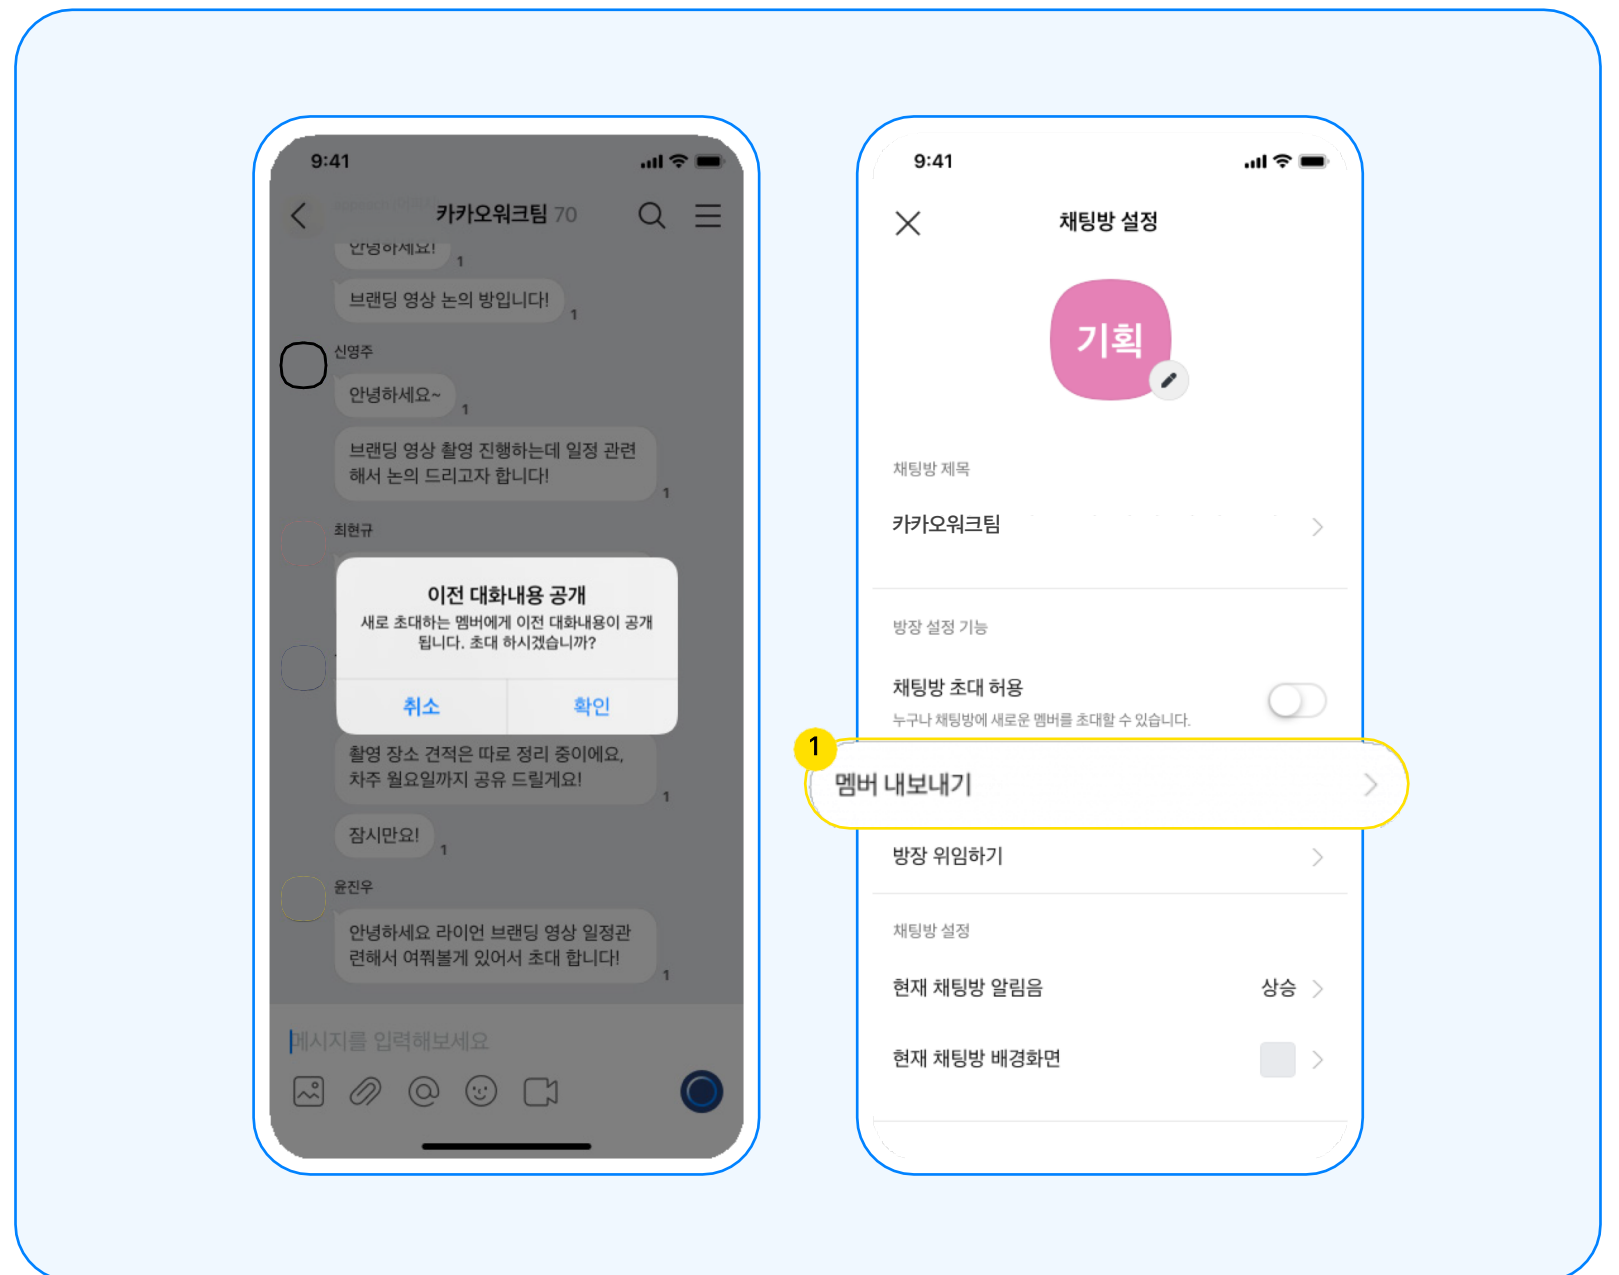 9:41
카카오워크팀 70
안녕하세요!
1
브랜딩 영상 논의 방입니다!
1
신영주
안녕하세요~
1
브랜딩 영상 촬영 진행하는데 일정 관련
해서 논의 드리고자 합니다!
1
최현규
이전 대화내용 공개
새로 초대하는 멤버에게 이전 대화내용이 공개
됩니다. 초대 하시겠습니까?
취소
확인
촬영 장소 견적은 따로 정리 중이에요,
차주 월요일까지 공유 드릴게요!
1
잠시만요!
1
윤진우
안녕하세요 라이언 브랜딩 영상 일정관
련해서 여쭤볼게 있어서 초대 합니다!
1
메시지를 입력해보세요
9:41
채팅방 설정
기획
채팅방 제목
카카오워크팀
방장 설정 기능
채팅방 초대 허용
누구나 채팅방에 새로운 멤버를 초대할 수 있습니다.
1
멤버 내보내기
방장 위임하기
채팅방 설정
현재 채팅방 알림음
상승
현재 채팅방 배경화면